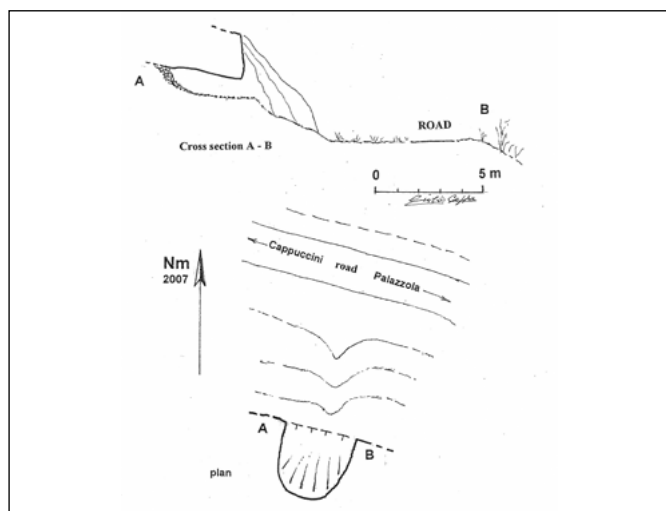 A
B
ROAD
Cross section A - B
0 5 m
Nm
2007
Cappuccini road Palazzola
A
B
plan